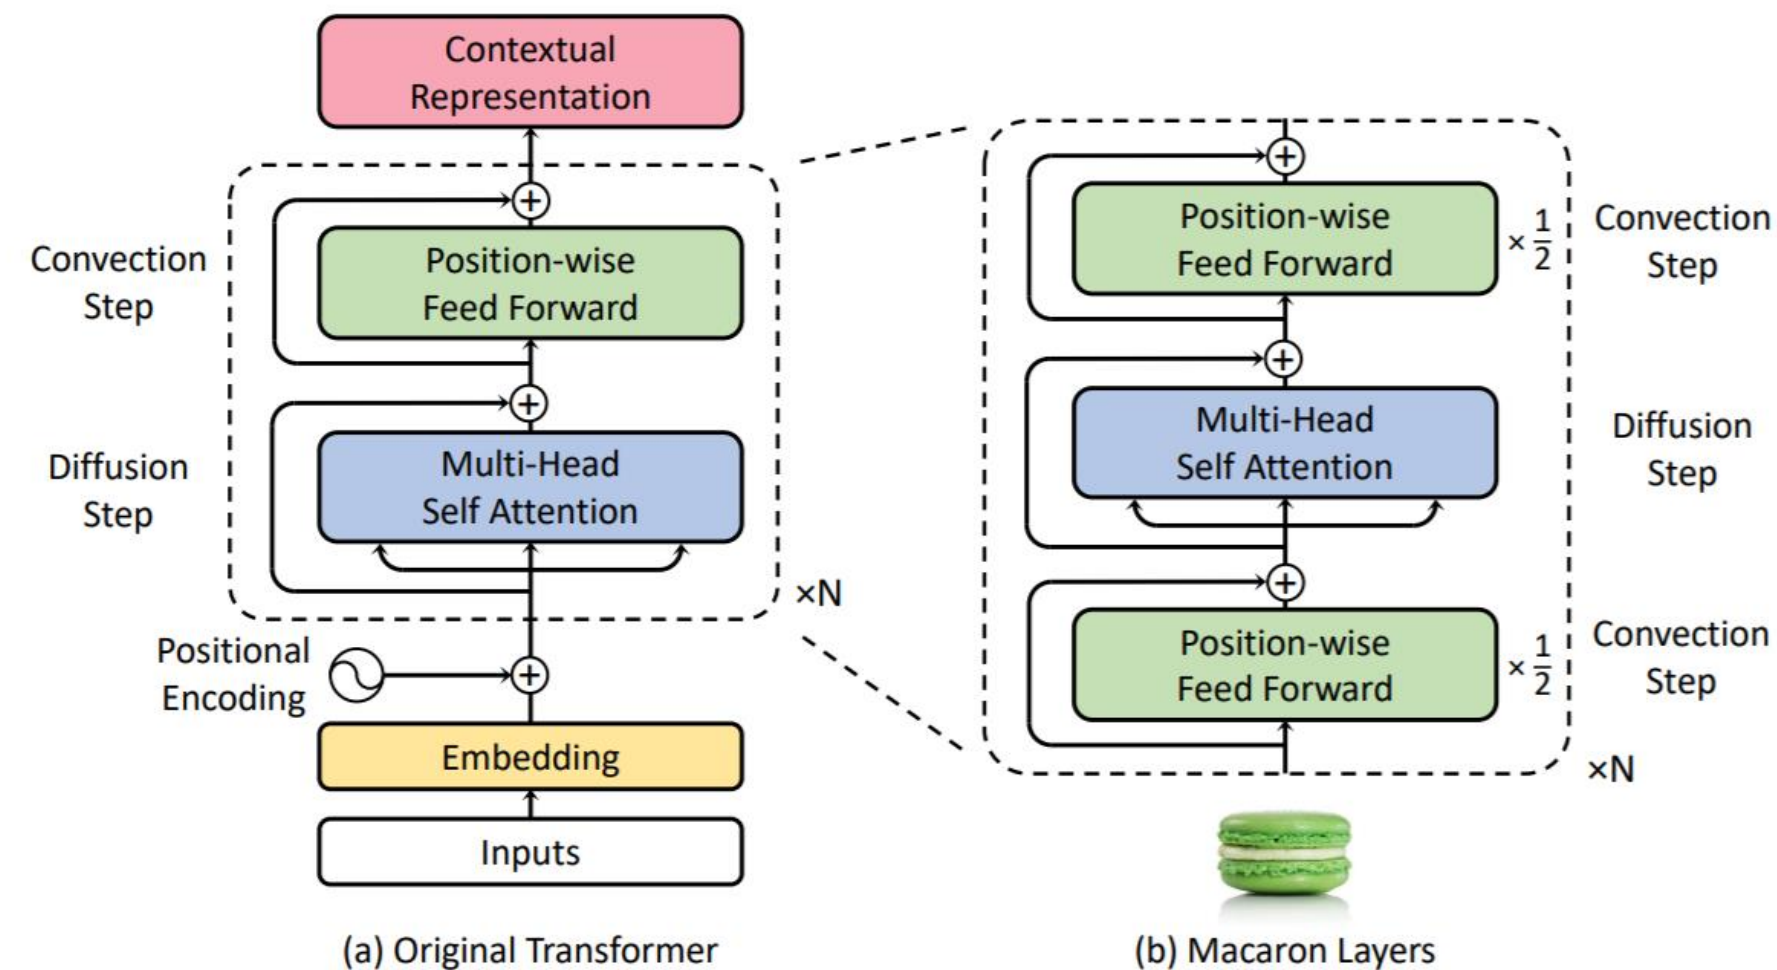 Contextual
Representation
Convection
Step
Position-wise
Feed Forward
Diffusion
Step
Multi-Head
Self Attention
×N
Positional
Encoding
Embedding
Inputs
(a) Original Transformer
Position-wise
Feed Forward
× 1/2
Convection
Step
Multi-Head
Self Attention
Diffusion
Step
Position-wise
Feed Forward
× 1/2
Convection
Step
×N
(b) Macaron Layers